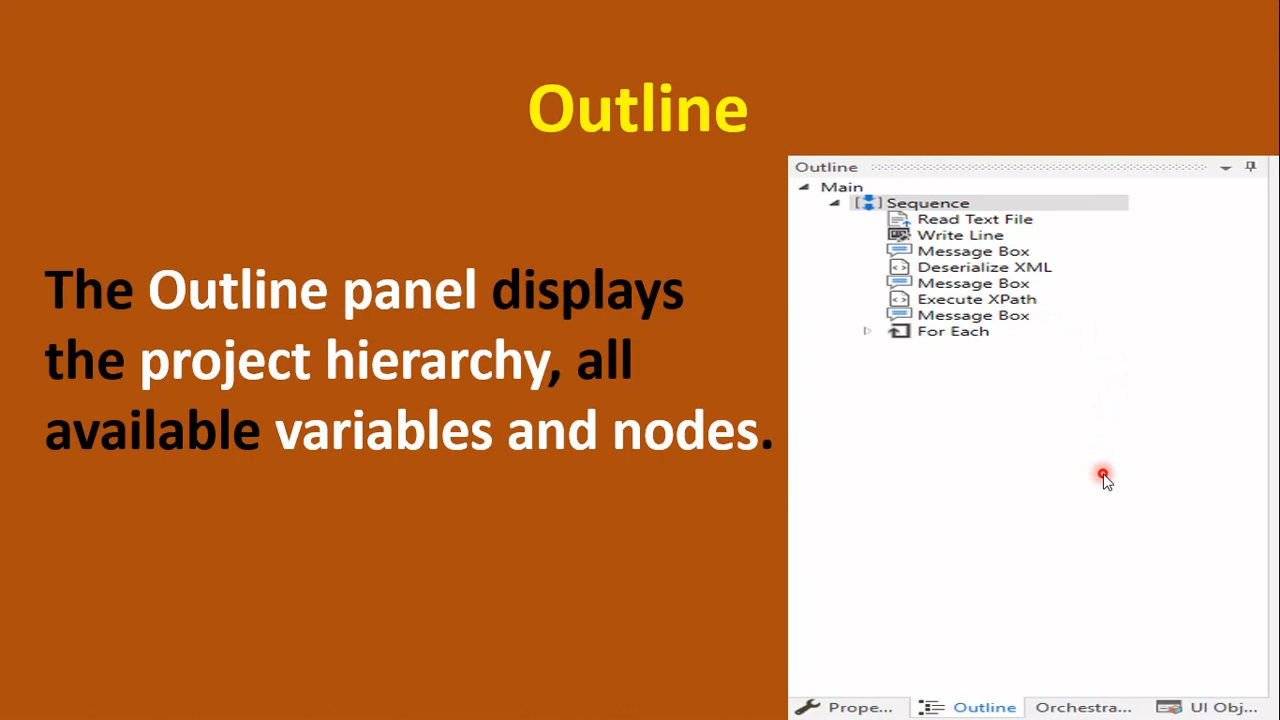 Outline
The Outline panel displays
the project hierarchy, all
available variables and nodes.
Outline
Main
Sequence
Read Text File
Write Line
Message Box
Deserialize XML
Message Box
Execute XPath
Message Box
For Each
Prope... Outline Orchestra... UI Obj...